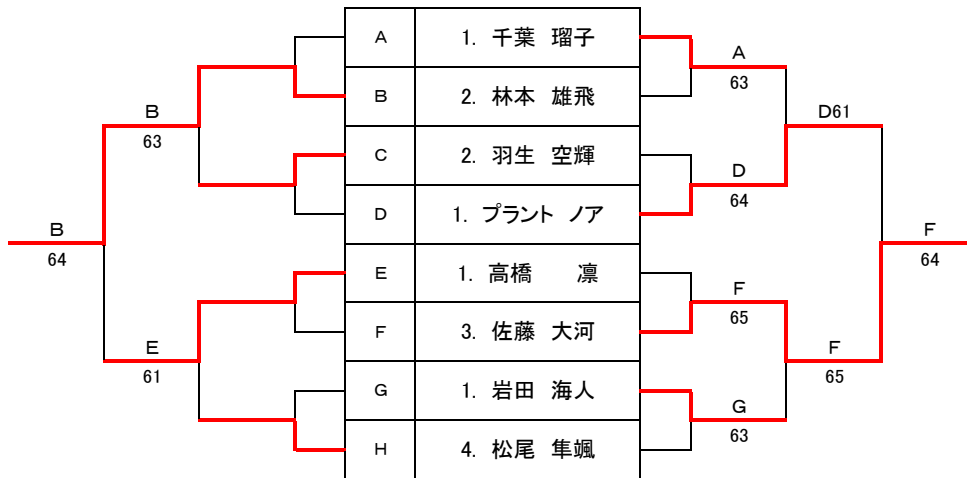 A 1. 千葉 瑠子
B 2. 林本 雄飛
C 2. 羽生 空輝
D 1. プラント ノア
E 1. 高橋 凛
F 3. 佐藤 大河
G 1. 岩田 海人
H 4. 松尾 隼颯
B
63
B
64
E
61
A
63
D61
D
64
F
64
F
65
F
65
G
63